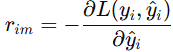 $r_{im} = -\frac{\partial L(y_i, \hat{y}_i)}{\partial \hat{y}_i}$